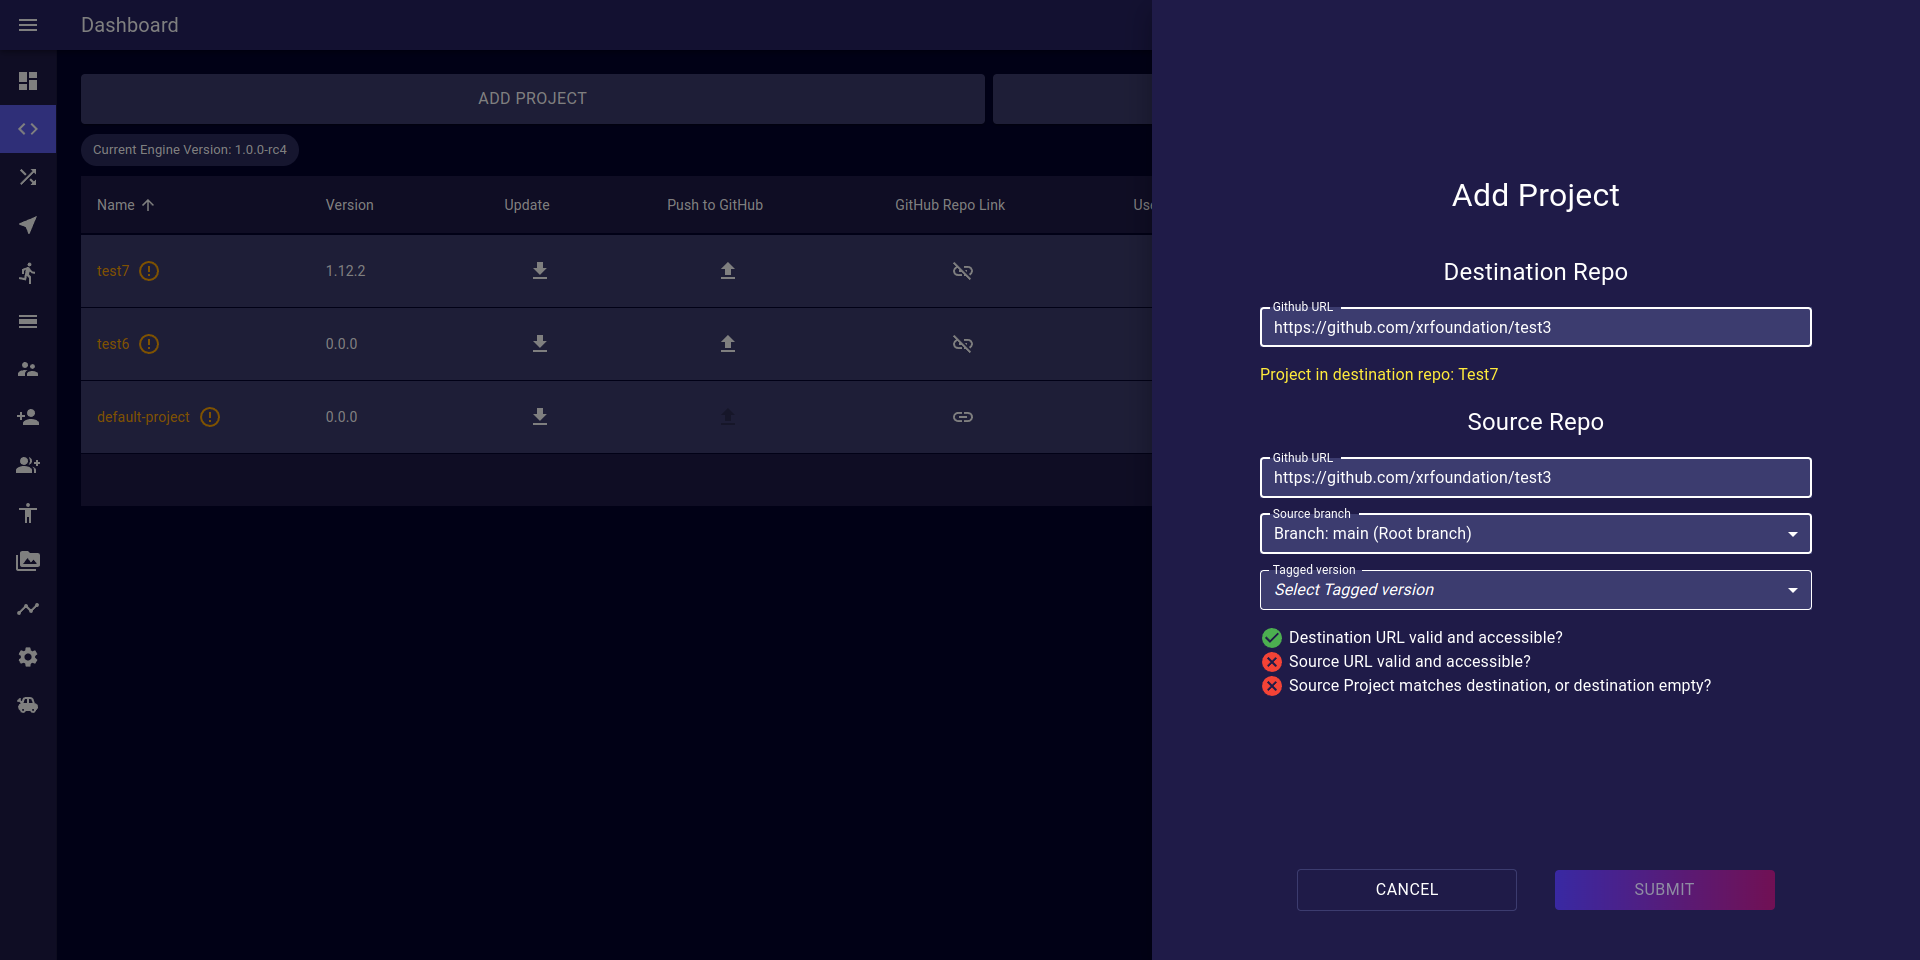 Dashboard
ADD PROJECT
Current Engine Version: 1.0.0-rc4
Name Version Update Push to GitHub GitHub Repo Link
test7 1.12.2
test6 0.0.0
default-project 0.0.0
Add Project
Destination Repo
Github URL
https://github.com/xrfoundation/test3
Project in destination repo: Test7
Source Repo
Github URL
https://github.com/xrfoundation/test3
Source branch
Branch: main (Root branch)
Tagged version
Select Tagged version
Destination URL valid and accessible?
Source URL valid and accessible?
Source Project matches destination, or destination empty?
CANCEL SUBMIT